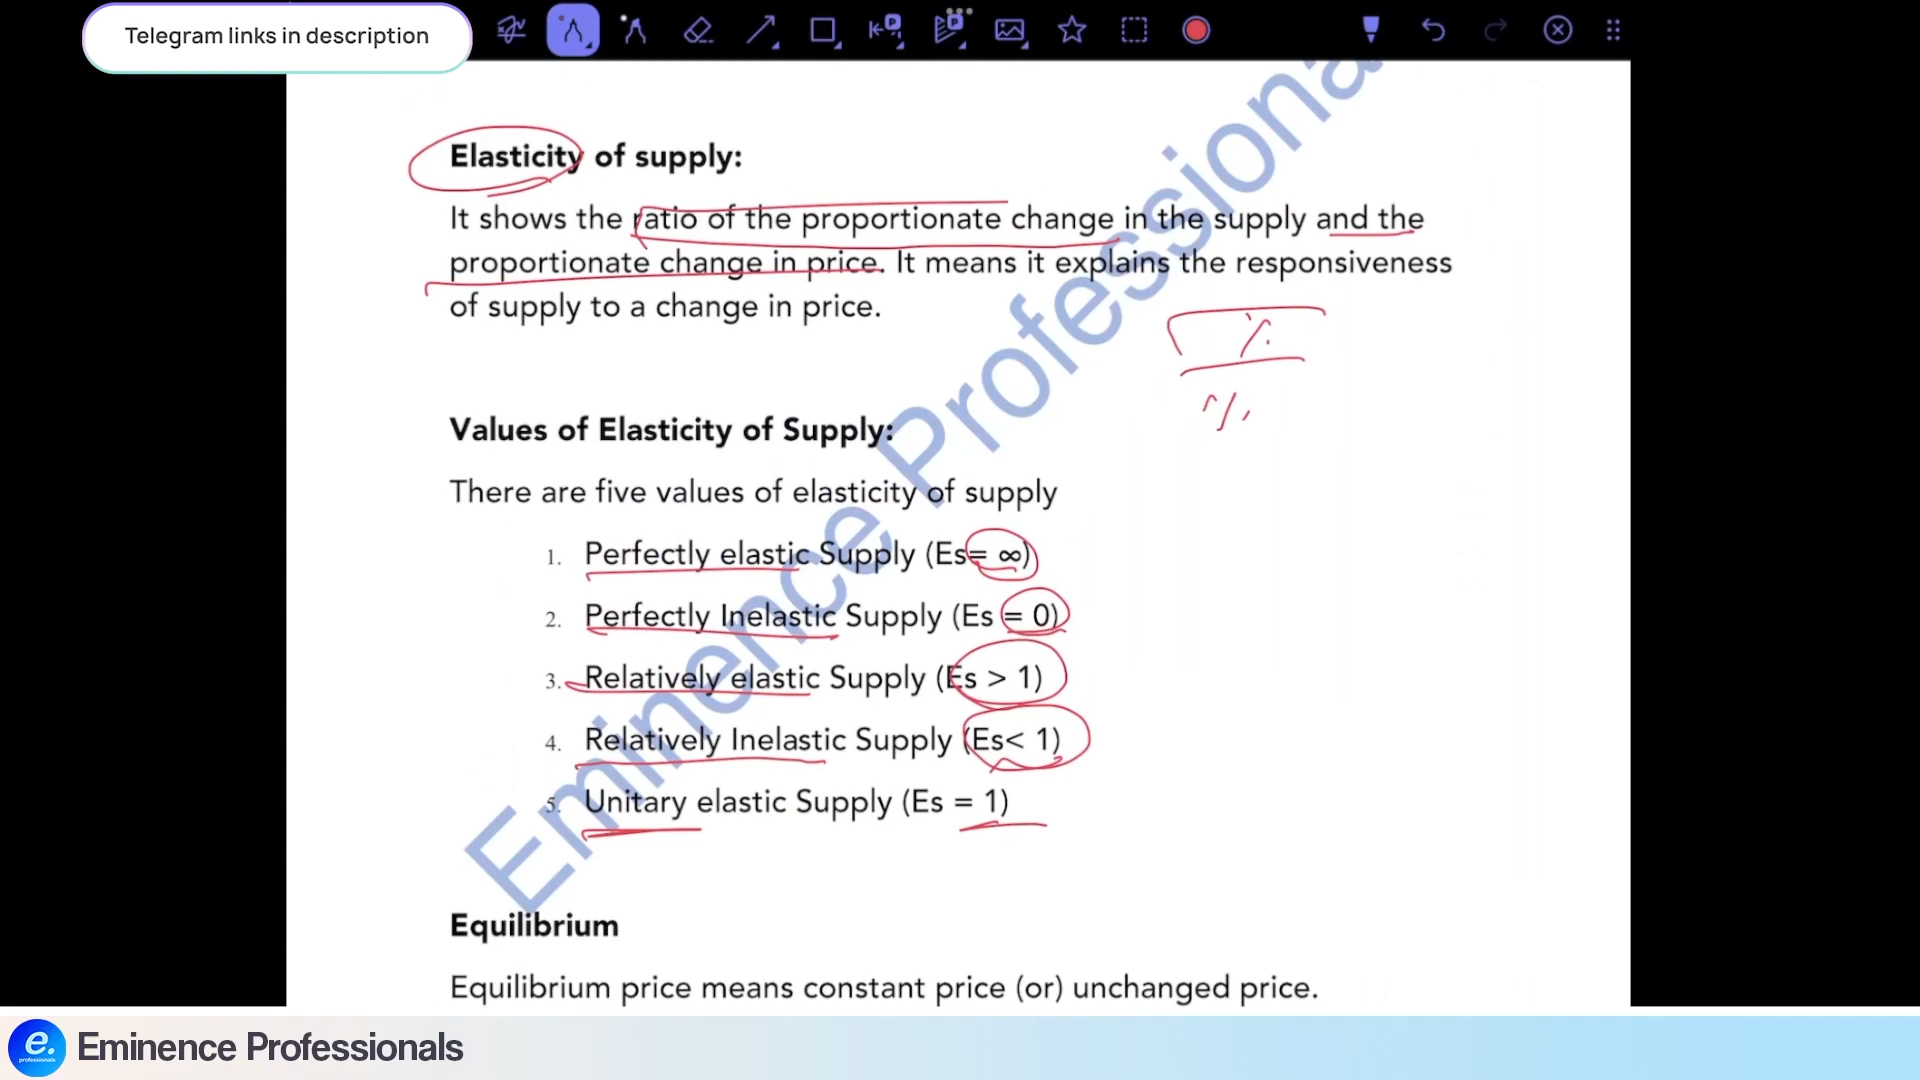 Telegram links in description
Elasticity of supply:
It shows the ratio of the proportionate change in the supply and the
proportionate change in price. It means it explains the responsiveness
of supply to a change in price.
%
%
Values of Elasticity of Supply:
There are five values of elasticity of supply
1. Perfectly elastic Supply (Es= ∞)
2. Perfectly Inelastic Supply (Es = 0)
3. Relatively elastic Supply (Es > 1)
4. Relatively Inelastic Supply (Es< 1)
5. Unitary elastic Supply (Es = 1)
Equilibrium
Equilibrium price means constant price (or) unchanged price.
Eminence Professiona
e.
professionals
Eminence Professionals